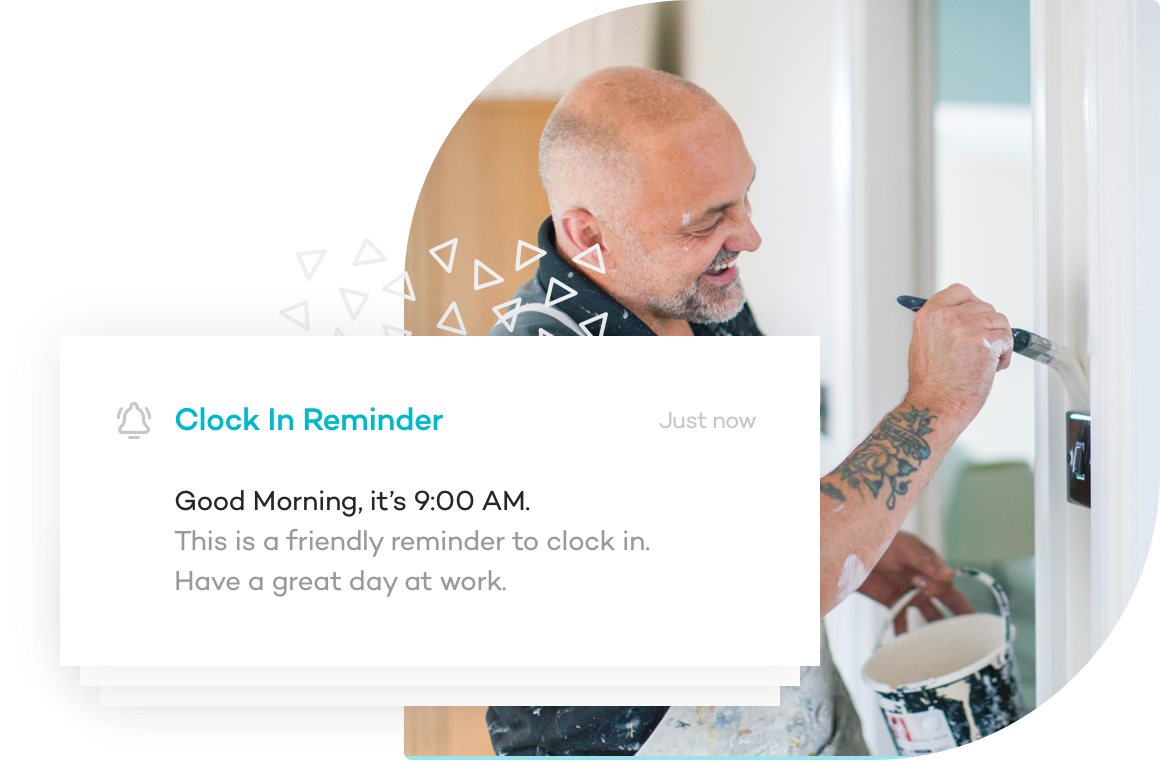 Clock In Reminder
Just now
Good Morning, it’s 9:00 AM.
This is a friendly reminder to clock in.
Have a great day at work.